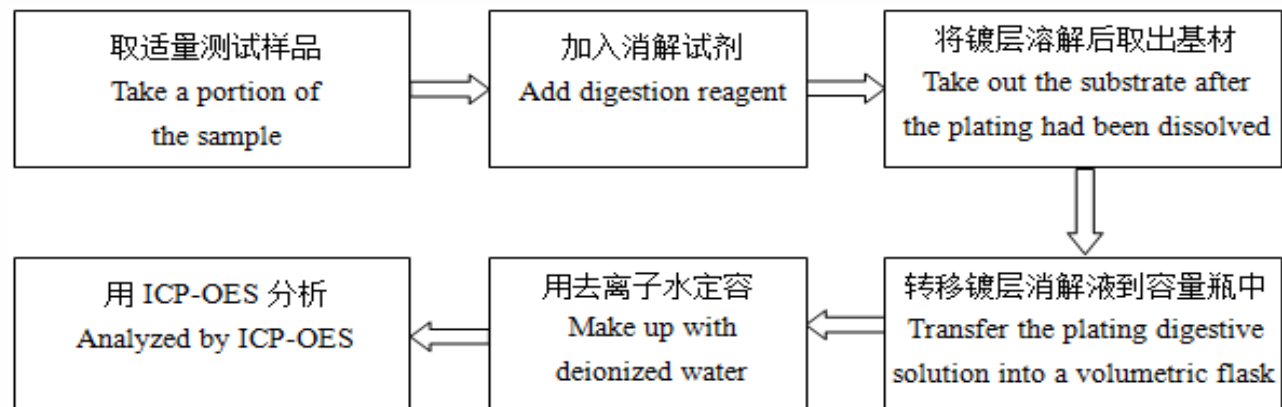 取适量测试样品
Take a portion of
the sample
加入消解试剂
Add digestion reagent
将镀层溶解后取出基材
Take out the substrate after
the plating had been dissolved
转移镀层消解液到容量瓶中
Transfer the plating digestive
solution into a volumetric flask
用去离子水定容
Make up with
deionized water
用 ICP-OES 分析
Analyzed by ICP-OES